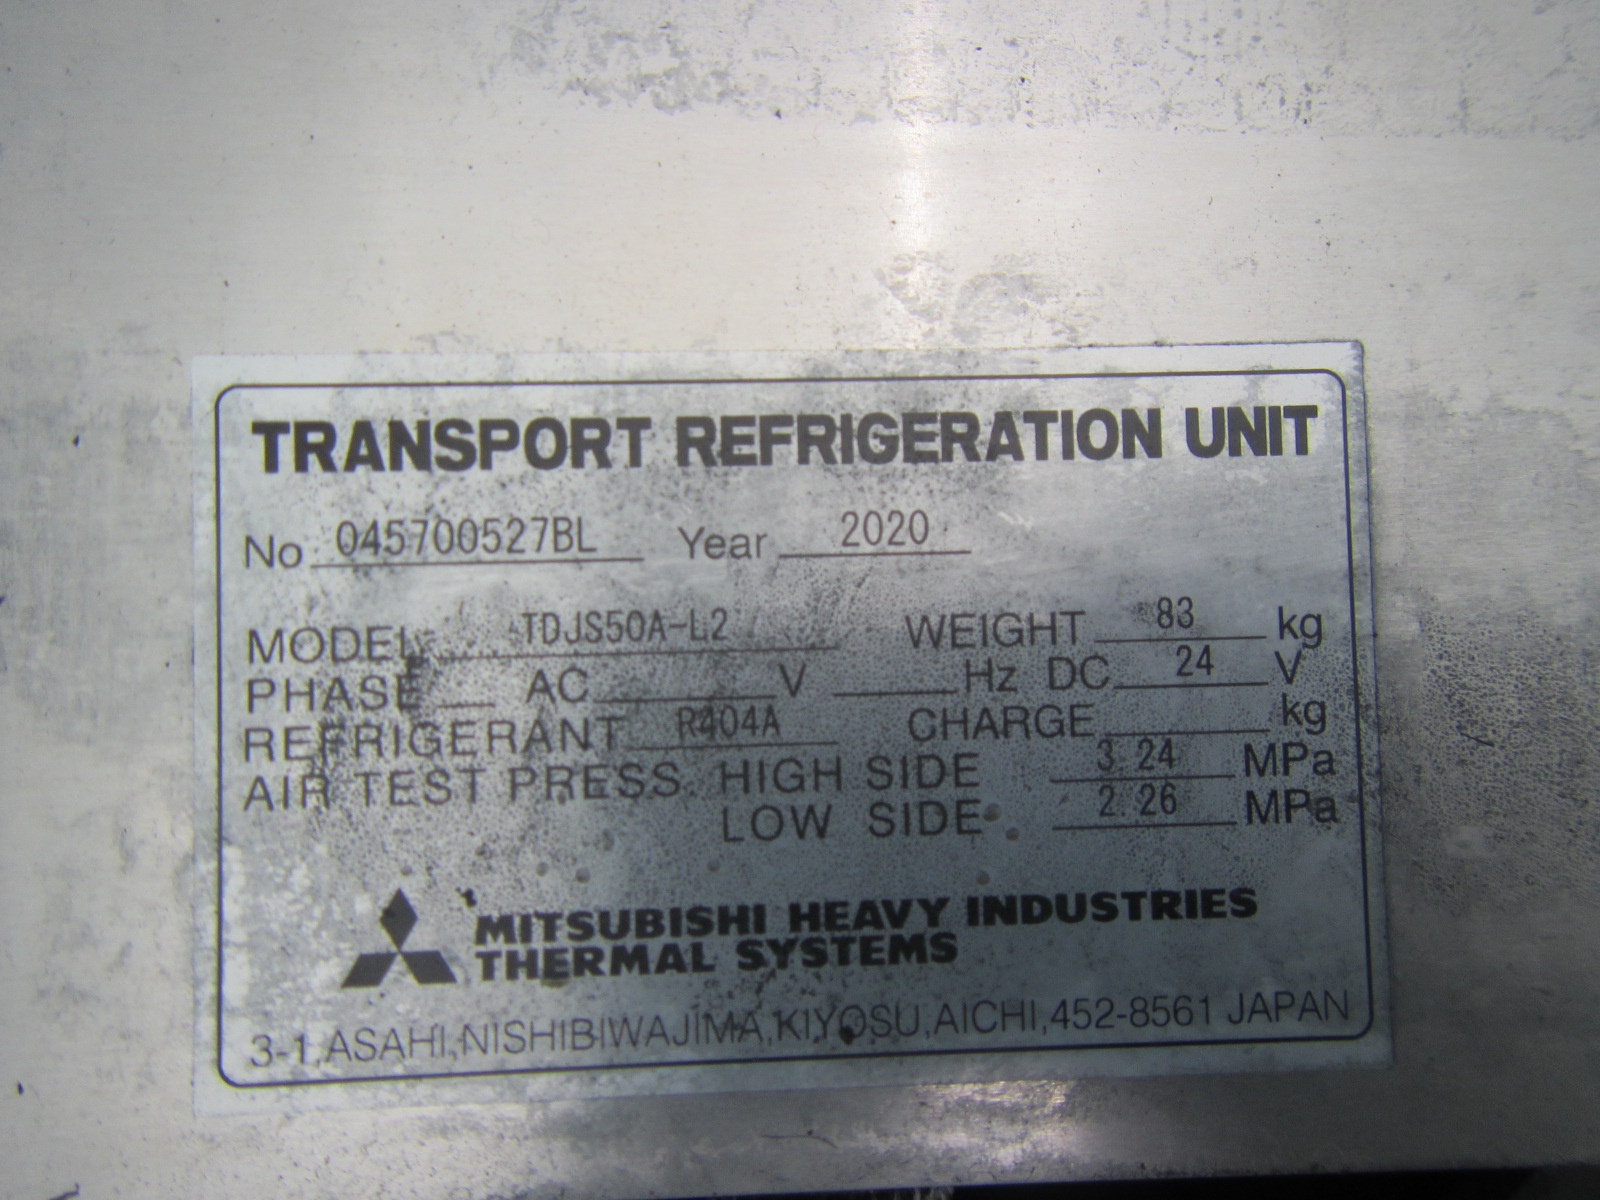 TRANSPORT REFRIGERATION UNIT
No 045700527BL Year 2020
MODEL TDJS50A-L2 WEIGHT 83 kg
PHASE AC V Hz DC 24 V
REFRIGERANT R404A CHARGE kg
AIR TEST PRESS. HIGH SIDE 3.24 MPa
LOW SIDE 2.26 MPa
MITSUBISHI HEAVY INDUSTRIES
THERMAL SYSTEMS
3-1,ASAHI,NISHIBIWAJIMA,KIYOSU,AICHI,452-8561 JAPAN